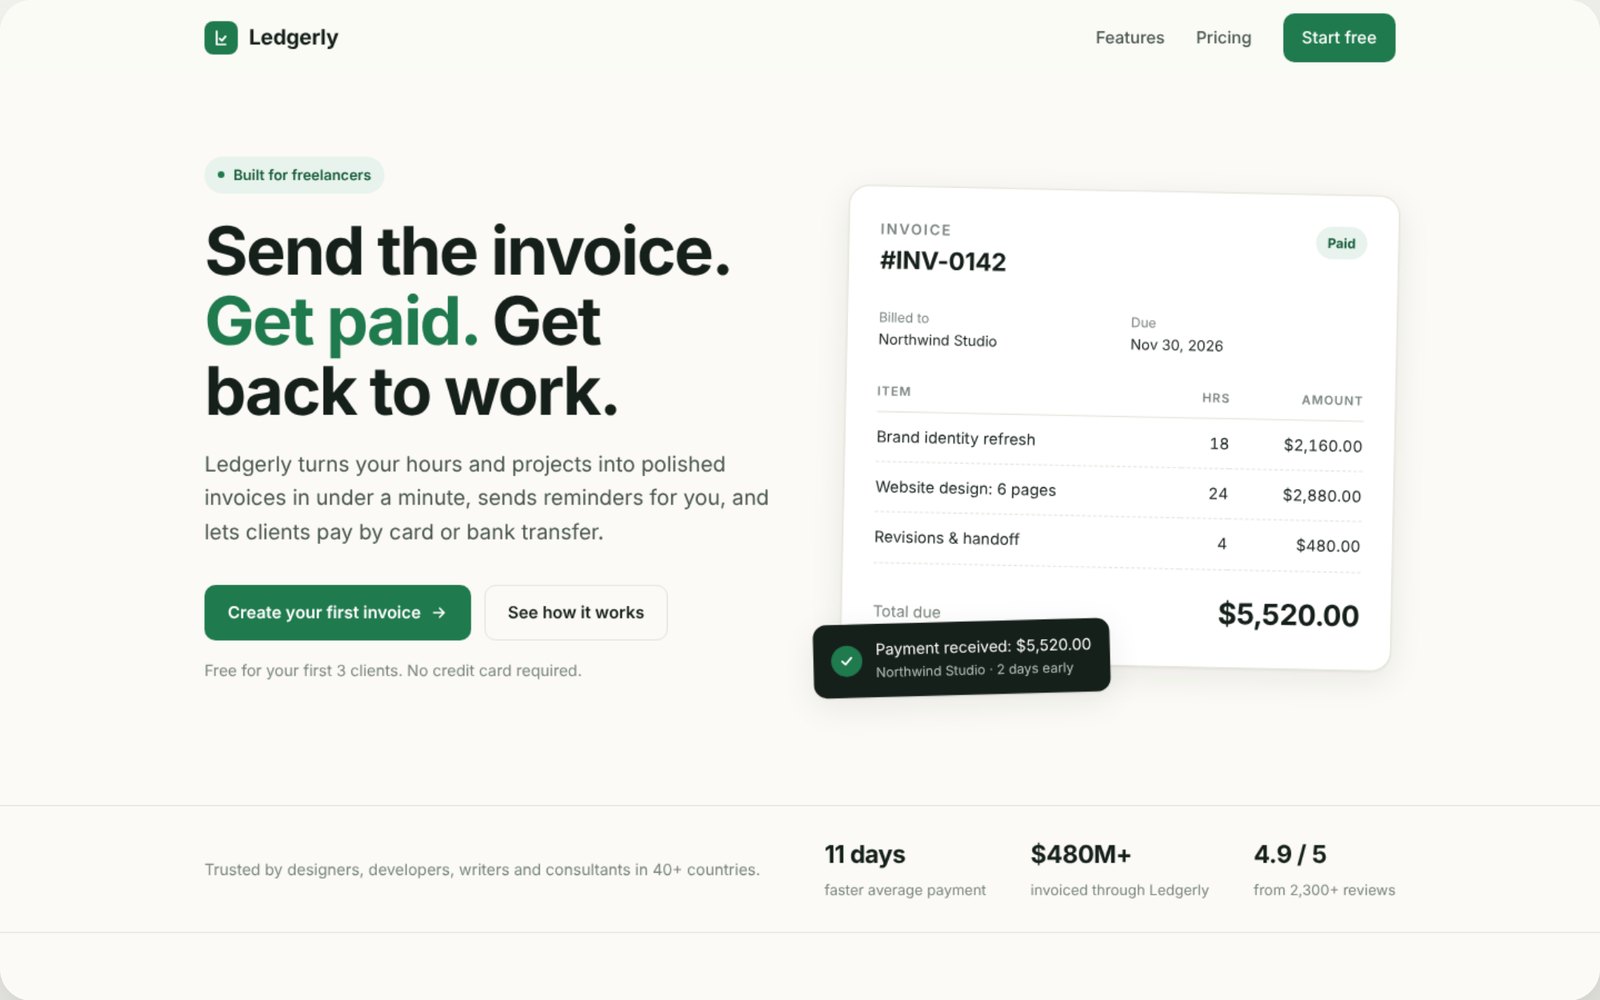 Ledgerly
Features
Pricing
Start free
Built for freelancers
Send the invoice.
Get paid. Get
back to work.
Ledgerly turns your hours and projects into polished
invoices in under a minute, sends reminders for you, and
lets clients pay by card or bank transfer.
Create your first invoice →
See how it works
Free for your first 3 clients. No credit card required.
INVOICE
#INV-0142
Paid
Billed to
Northwind Studio
Due
Nov 30, 2026
ITEM HRS AMOUNT
Brand identity refresh 18 $2,160.00
Website design: 6 pages 24 $2,880.00
Revisions & handoff 4 $480.00
Total due $5,520.00
Payment received: $5,520.00
Northwind Studio · 2 days early
Trusted by designers, developers, writers and consultants in 40+ countries.
11 days
faster average payment
$480M+
invoiced through Ledgerly
4.9 / 5
from 2,300+ reviews